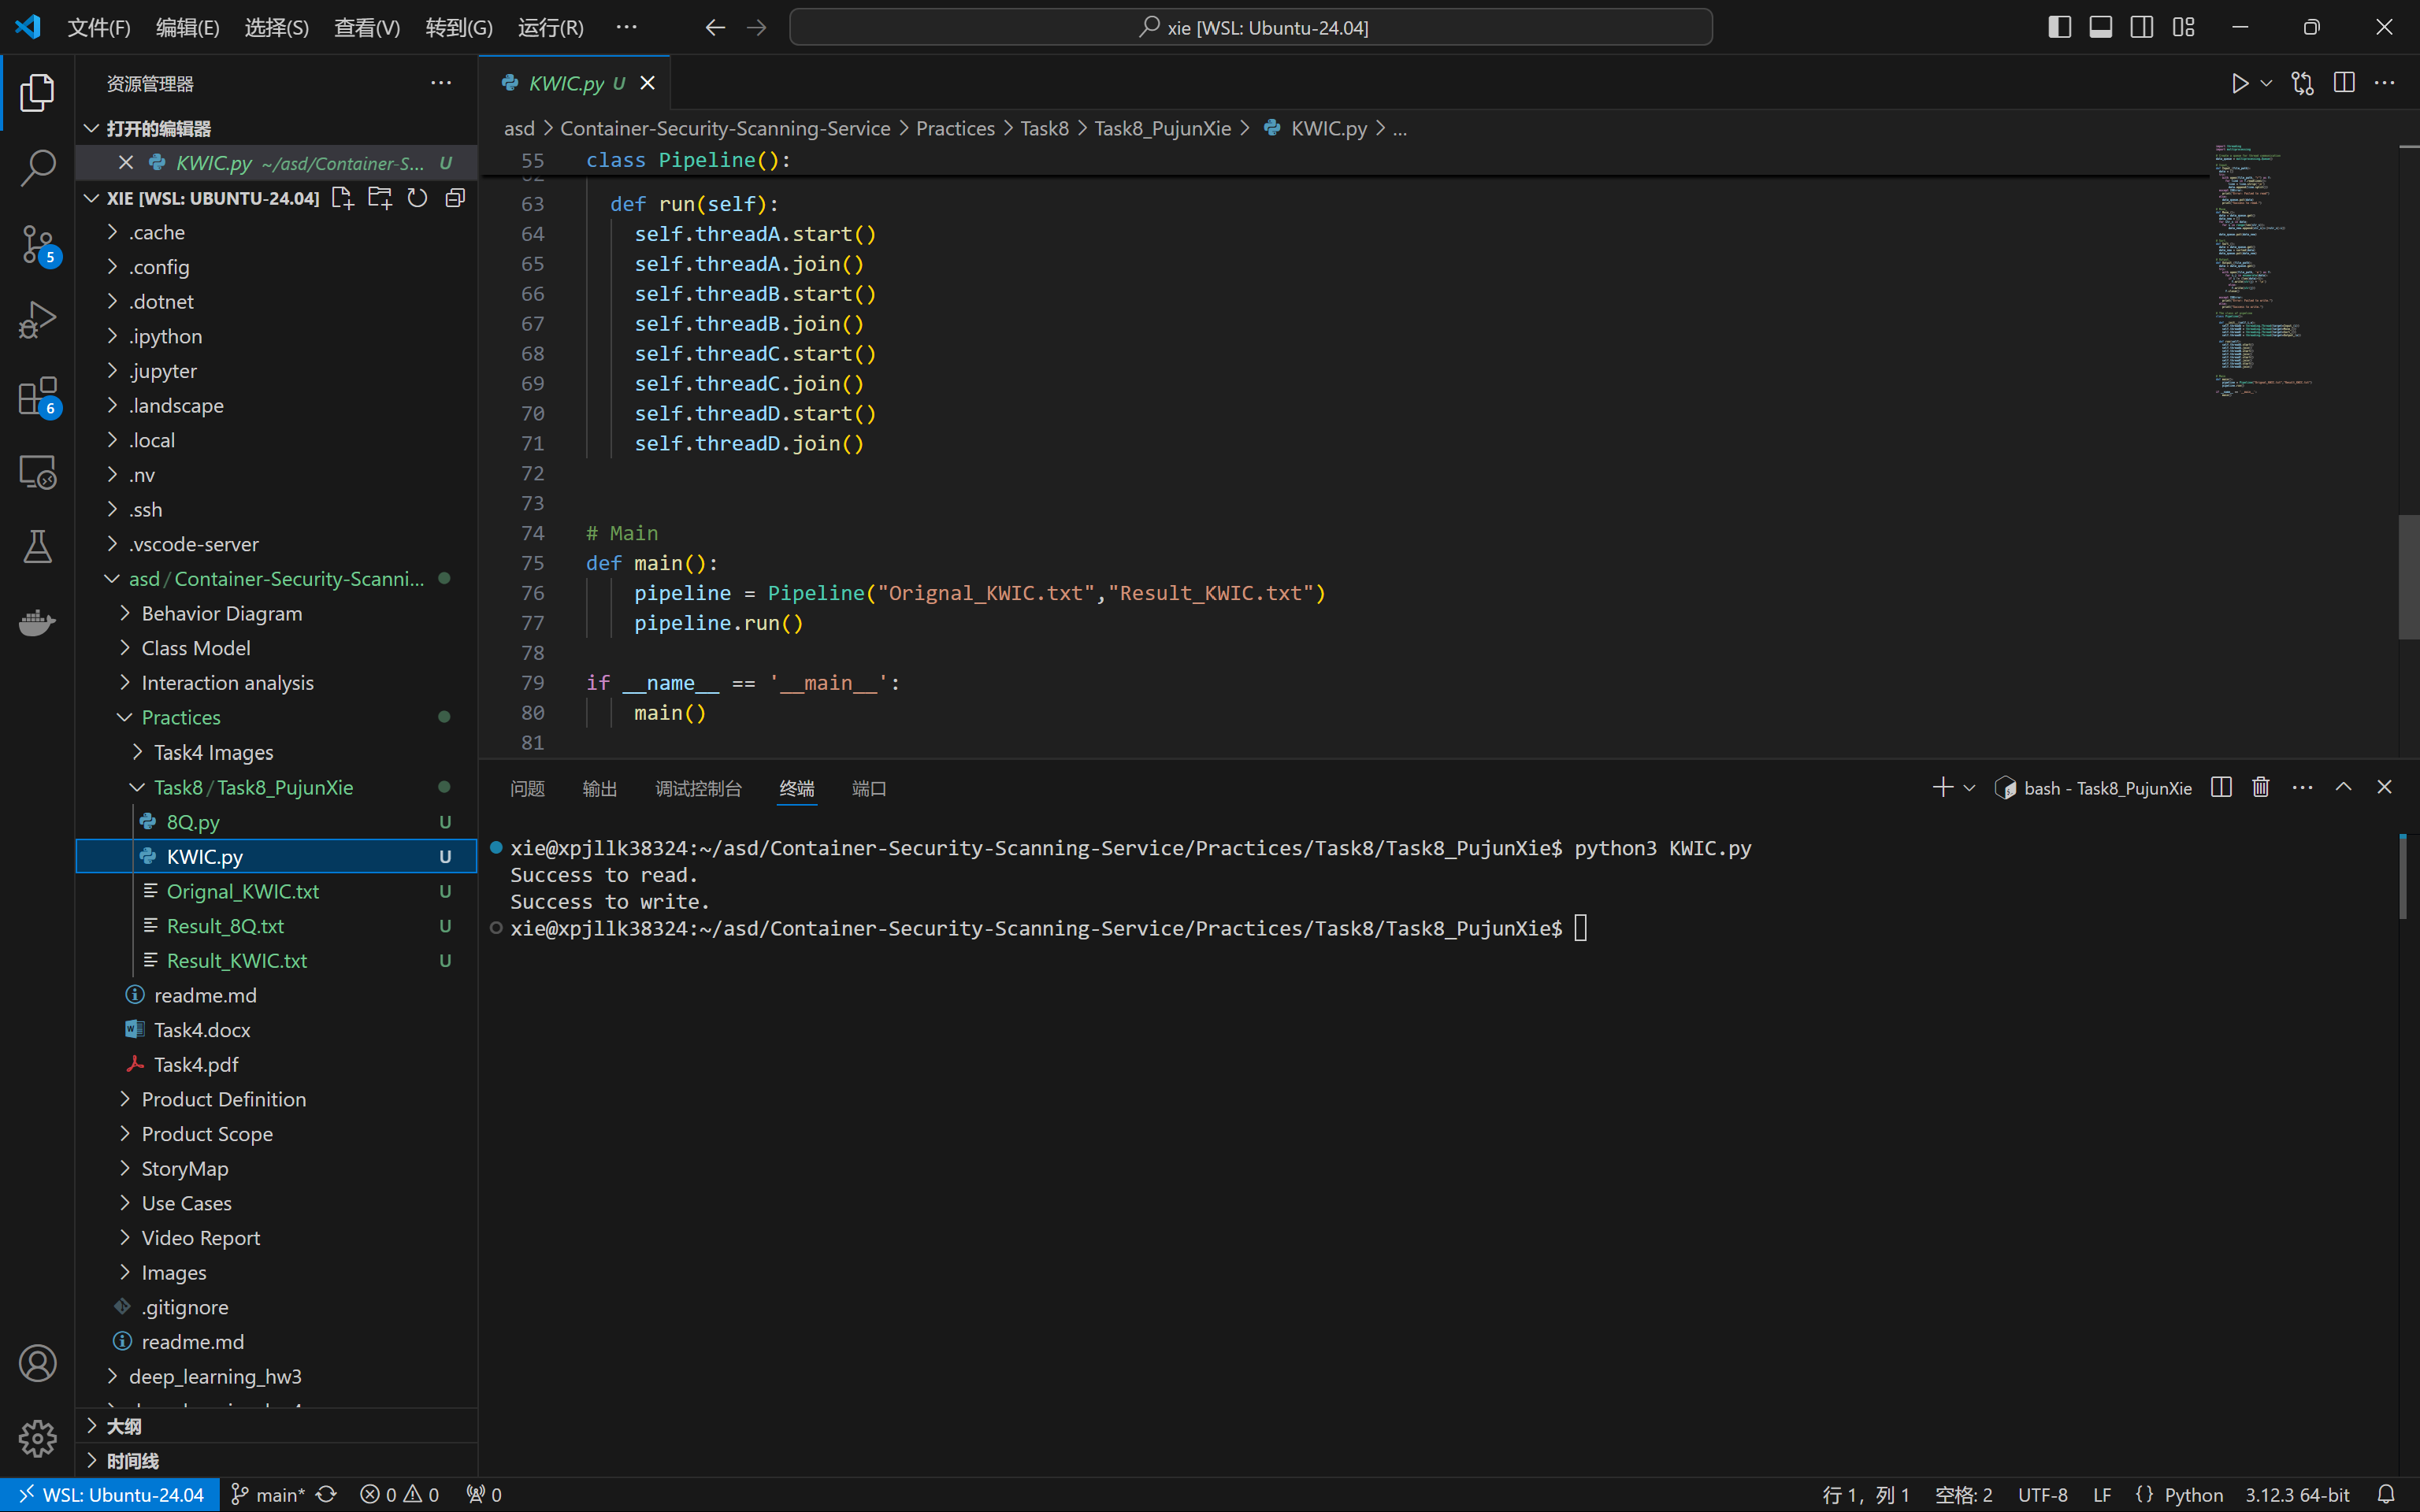 文件(F) 编辑(E) 选择(S) 查看(V) 转到(G) 运行(R) ··· xie [WSL: Ubuntu-24.04]
资源管理器
打开的编辑器
KWIC.py ~/asd/Container-S... U
XIE [WSL: UBUNTU-24.04]
.cache
.config
.dotnet
.ipython
.jupyter
.landscape
.local
.nv
.ssh
.vscode-server
asd / Container-Security-Scanni...
Behavior Diagram
Class Model
Interaction analysis
Practices
Task4 Images
Task8 / Task8_PujunXie
8Q.py U
KWIC.py U
Orignal_KWIC.txt U
Result_8Q.txt U
Result_KWIC.txt U
readme.md
Task4.docx
Task4.pdf
Product Definition
Product Scope
StoryMap
Use Cases
Video Report
Images
.gitignore
readme.md
deep_learning_hw3
大纲
时间线
5
6
KWIC.py U
asd > Container-Security-Scanning-Service > Practices > Task8 > Task8_PujunXie > KWIC.py > ...
55 class Pipeline():
63 def run(self):
64 self.threadA.start()
65 self.threadA.join()
66 self.threadB.start()
67 self.threadB.join()
68 self.threadC.start()
69 self.threadC.join()
70 self.threadD.start()
71 self.threadD.join()
72
73
74 # Main
75 def main():
76 pipeline = Pipeline("Orignal_KWIC.txt","Result_KWIC.txt")
77 pipeline.run()
78
79 if __name__ == '__main__':
80 main()
81
问题 输出 调试控制台 终端 端口 bash - Task8_PujunXie
xie@xpjllk38324:~/asd/Container-Security-Scanning-Service/Practices/Task8/Task8_PujunXie$ python3 KWIC.py
Success to read.
Success to write.
xie@xpjllk38324:~/asd/Container-Security-Scanning-Service/Practices/Task8/Task8_PujunXie$
WSL: Ubuntu-24.04 main* 0 0 0 行 1，列 1 空格: 2 UTF-8 LF {} Python 3.12.3 64-bit